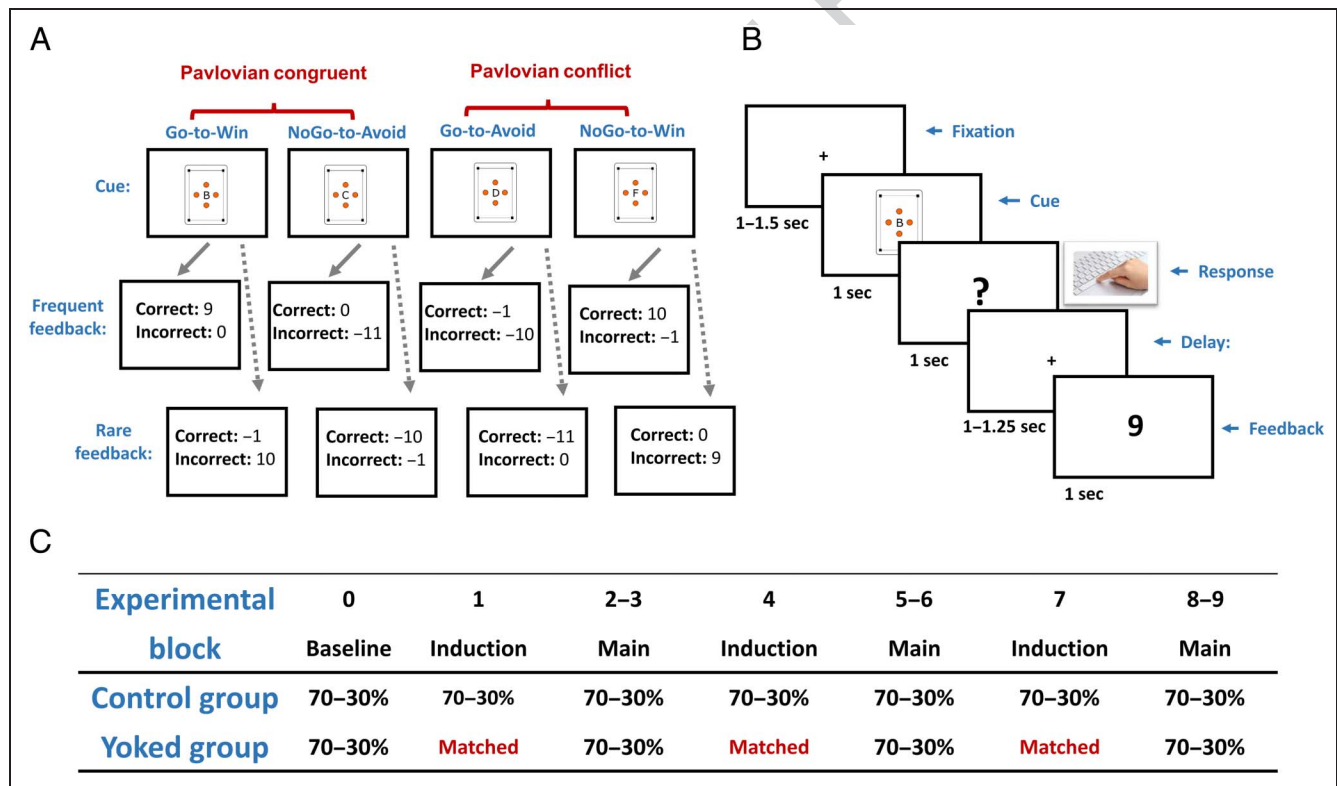 A
Pavlovian congruent
Pavlovian conflict
Go-to-Win
NoGo-to-Avoid
Go-to-Avoid
NoGo-to-Win
Cue:
B
C
D
F
Frequent
feedback:
Correct: 9
Incorrect: 0
Correct: 0
Incorrect: −11
Correct: −1
Incorrect: −10
Correct: 10
Incorrect: −1
Rare
feedback:
Correct: −1
Incorrect: 10
Correct: −10
Incorrect: −1
Correct: −11
Incorrect: 0
Correct: 0
Incorrect: 9
B
+
Fixation
1–1.5 sec
B
Cue
1 sec
?
Response
1 sec
+
Delay:
1–1.25 sec
9
Feedback
1 sec
C
Experimental 0 1 2–3 4 5–6 7 8–9
block Baseline Induction Main Induction Main Induction Main
Control group 70–30% 70–30% 70–30% 70–30% 70–30% 70–30% 70–30%
Yoked group 70–30% Matched 70–30% Matched 70–30% Matched 70–30%